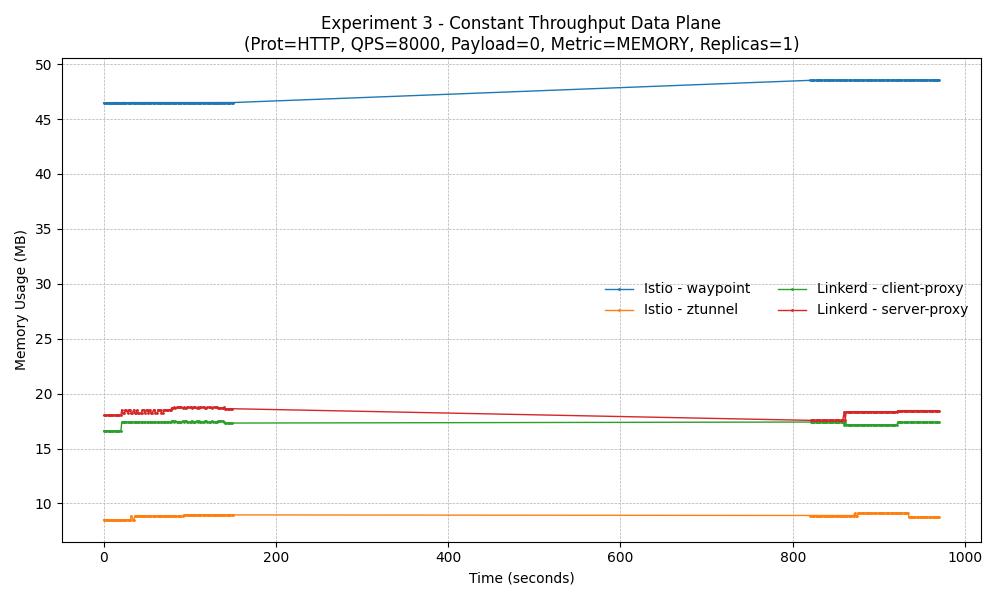 Experiment 3 - Constant Throughput Data Plane
(Prot=HTTP, QPS=8000, Payload=0, Metric=MEMORY, Replicas=1)
Memory Usage (MB)
50
45
40
35
30
25
20
15
10
Istio - waypoint
Istio - ztunnel
Linkerd - client-proxy
Linkerd - server-proxy
0 200 400 600 800 1000
Time (seconds)